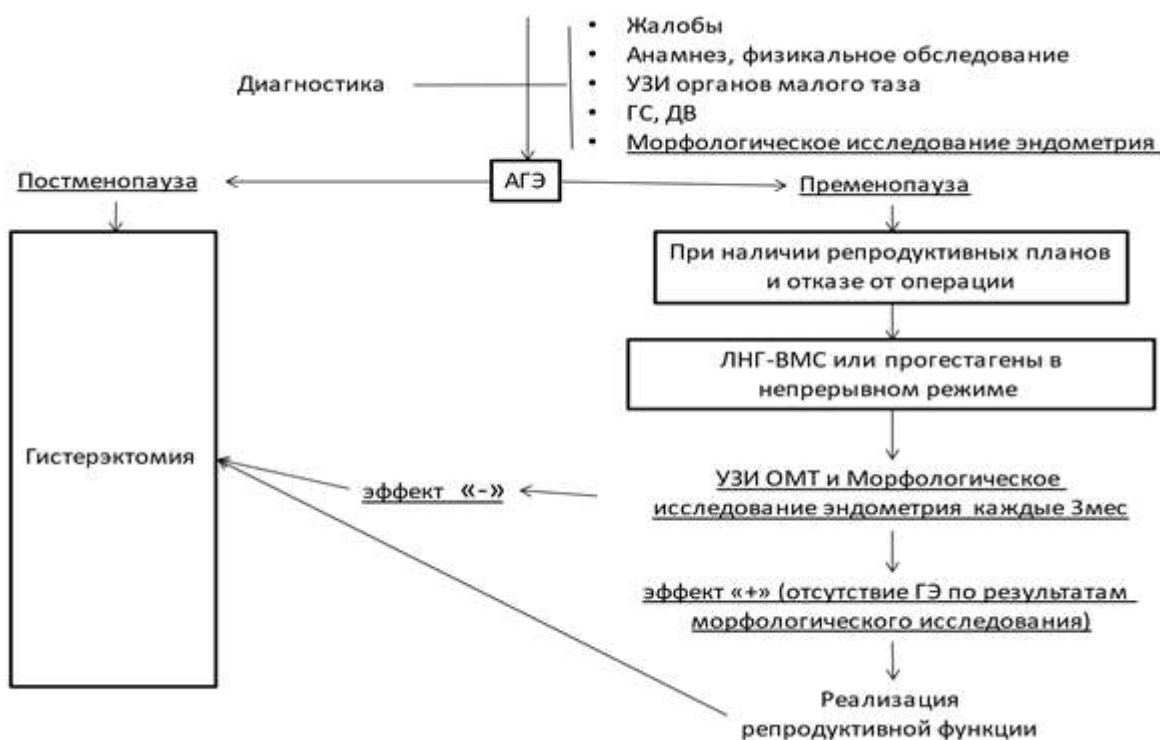 • Жалобы
• Анамнез, физикальное обследование
Диагностика
• УЗИ органов малого таза
• ГС, ДВ
• Морфологическое исследование эндометрия
Постменопауза
АГЭ
Пременопауза
При наличии репродуктивных планов
и отказе от операции
ЛНГ-ВМС или прогестагены в
непрерывном режиме
Гистерэктомия
УЗИ ОМТ и Морфологическое
исследование эндометрия каждые 3мес
эффект «-»
эффект «+» (отсутствие ГЭ по результатам
морфологического исследования)
Реализация
репродуктивной функции